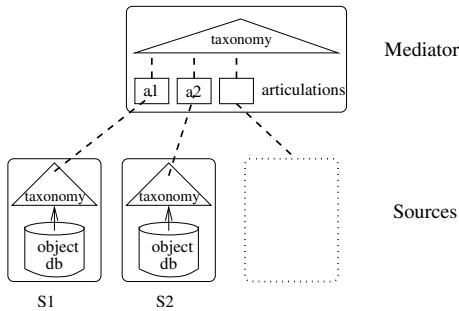 taxonomy
Mediator
a1 a2 articulations
taxonomy taxonomy
Sources
object object
db db
S1 S2